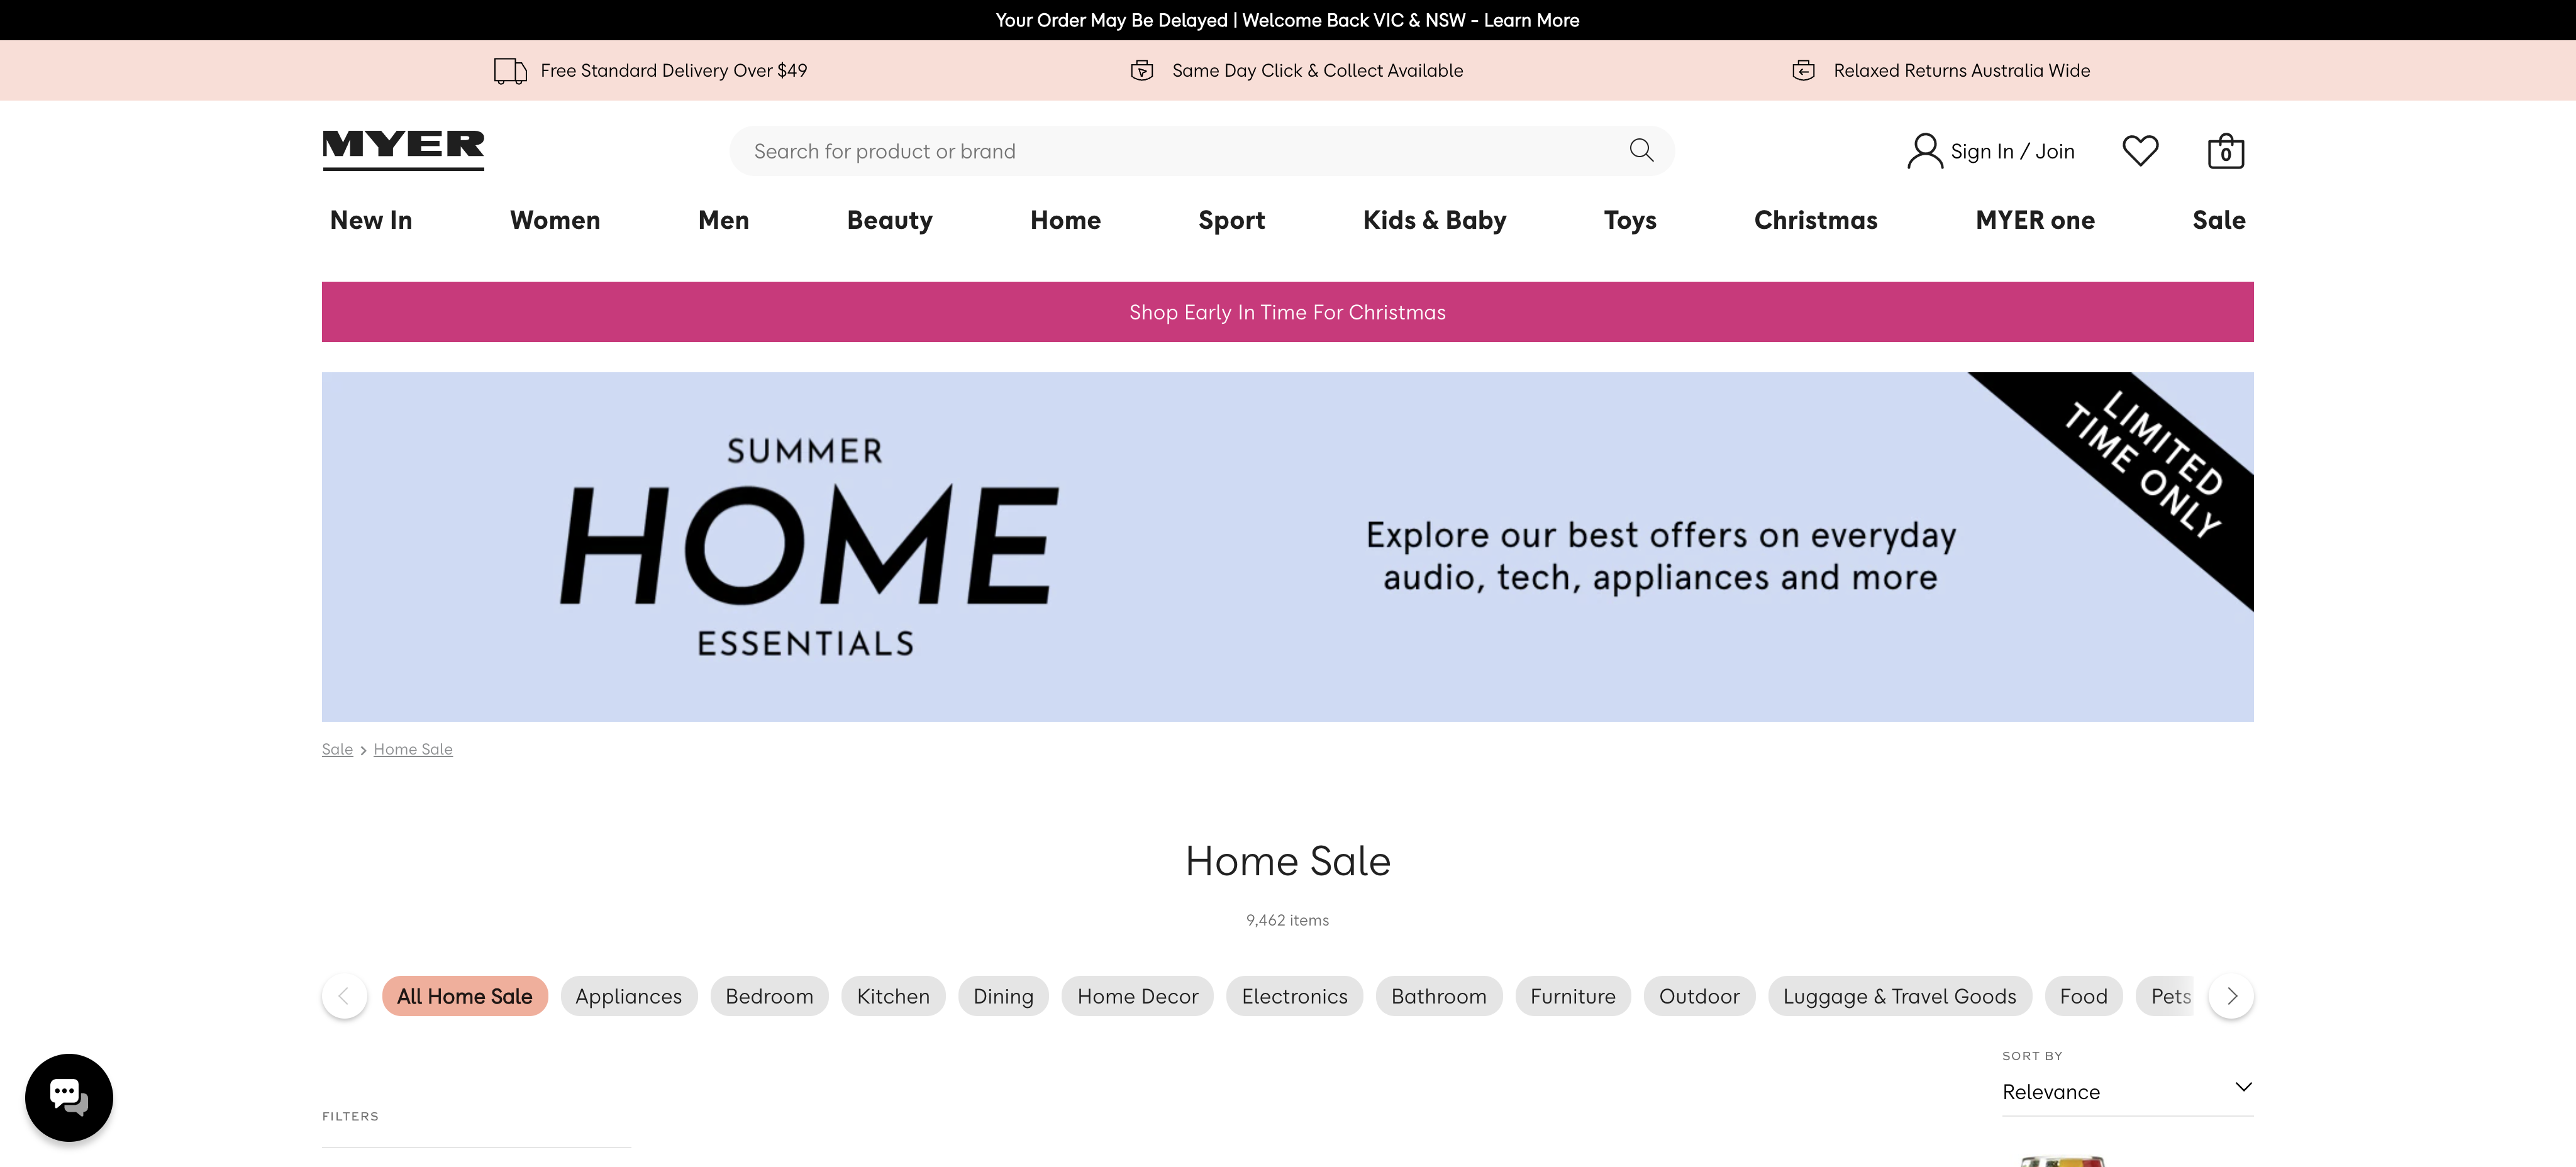 Your Order May Be Delayed | Welcome Back VIC & NSW - Learn More
Free Standard Delivery Over $49
Same Day Click & Collect Available
Relaxed Returns Australia Wide
MYER
Search for product or brand
Sign In / Join
0
New In
Women
Men
Beauty
Home
Sport
Kids & Baby
Toys
Christmas
MYER one
Sale
Shop Early In Time For Christmas
SUMMER
HOME
ESSENTIALS
Explore our best offers on everyday
audio, tech, appliances and more
LIMITED
TIME ONLY
Sale > Home Sale
Home Sale
9,462 items
All Home Sale
Appliances
Bedroom
Kitchen
Dining
Home Decor
Electronics
Bathroom
Furniture
Outdoor
Luggage & Travel Goods
Food
Pets
SORT BY
Relevance
FILTERS